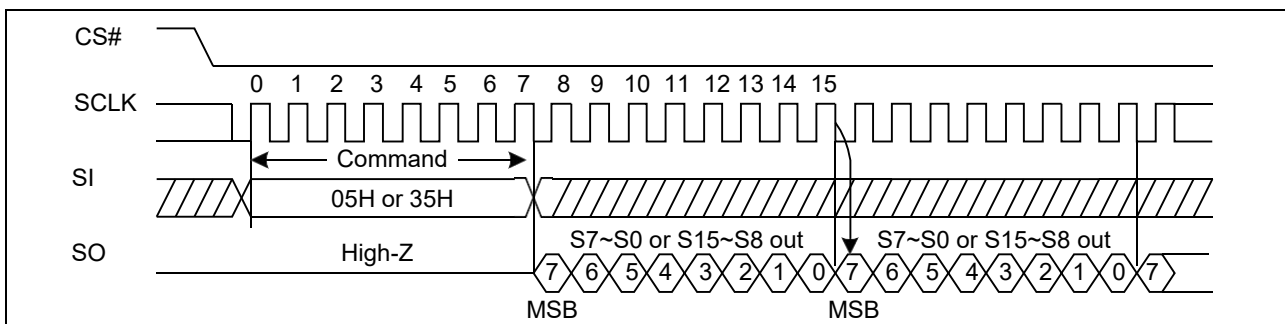 CS#
0 1 2 3 4 5 6 7 8 9 10 11 12 13 14 15
SCLK
Command
SI
05H or 35H
S7~S0 or S15~S8 out S7~S0 or S15~S8 out
SO
High-Z
7 6 5 4 3 2 1 0 7 6 5 4 3 2 1 0 7
MSB MSB